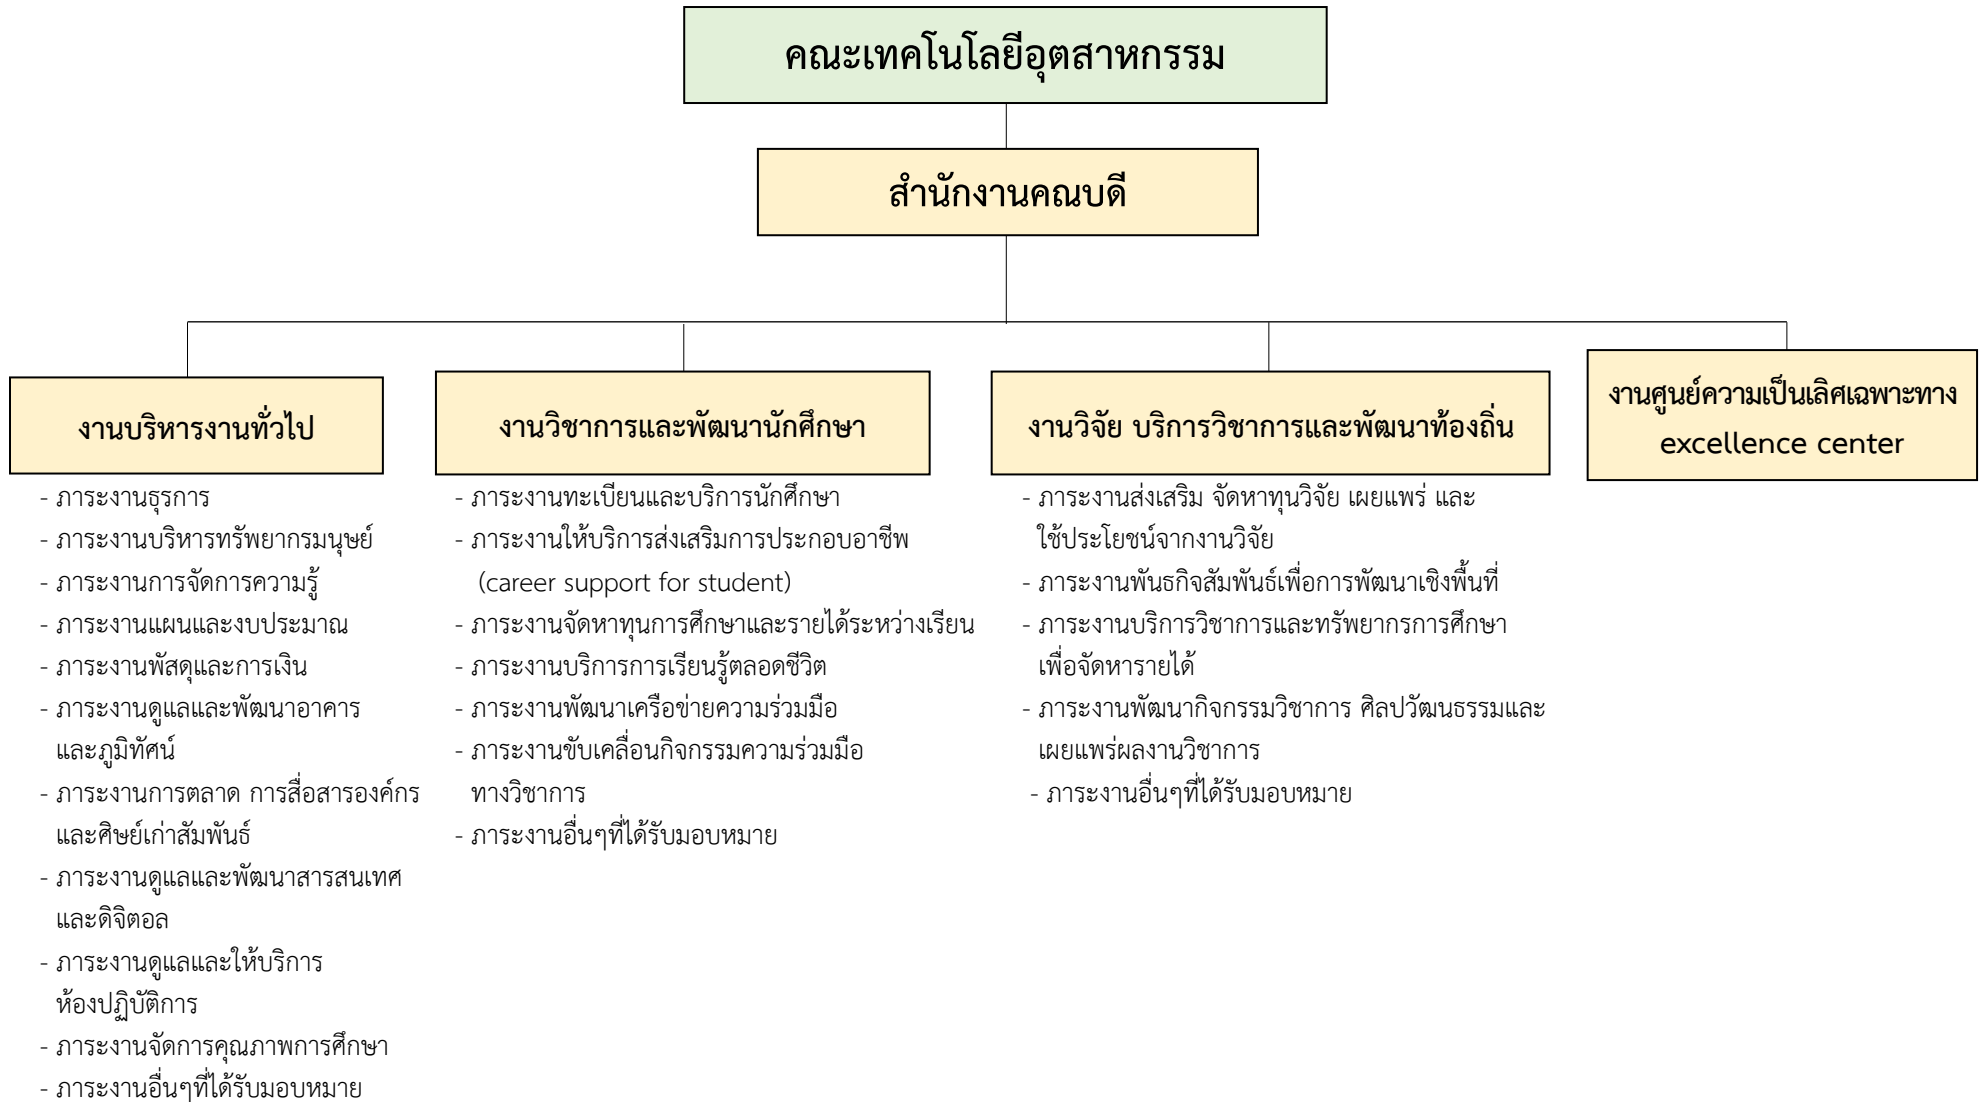 คณะเทคโนโลยีอุตสาหกรรม
สำนักงานคณบดี
งานบริหารงานทั่วไป
- ภาระงานธุรการ
- ภาระงานบริหารทรัพยากรมนุษย์
- ภาระงานการจัดการความรู้
- ภาระงานแผนและงบประมาณ
- ภาระงานพัสดุและการเงิน
- ภาระงานดูแลและพัฒนาอาคาร
และภูมิทัศน์
- ภาระงานการตลาด การสื่อสารองค์กร
และศิษย์เก่าสัมพันธ์
- ภาระงานดูแลและพัฒนาสารสนเทศ
และดิจิตอล
- ภาระงานดูแลและให้บริการ
ห้องปฏิบัติการ
- ภาระงานจัดการคุณภาพการศึกษา
- ภาระงานอื่นๆที่ได้รับมอบหมาย
งานวิชาการและพัฒนานักศึกษา
- ภาระงานทะเบียนและบริการนักศึกษา
- ภาระงานให้บริการส่งเสริมการประกอบอาชีพ
(career support for student)
- ภาระงานจัดหาทุนการศึกษาและรายได้ระหว่างเรียน
- ภาระงานบริการการเรียนรู้ตลอดชีวิต
- ภาระงานพัฒนาเครือข่ายความร่วมมือ
- ภาระงานขับเคลื่อนกิจกรรมความร่วมมือ
ทางวิชาการ
- ภาระงานอื่นๆที่ได้รับมอบหมาย
งานวิจัย บริการวิชาการและพัฒนาท้องถิ่น
- ภาระงานส่งเสริม จัดหาทุนวิจัย เผยแพร่ และ
ใช้ประโยชน์จากงานวิจัย
- ภาระงานพันธกิจสัมพันธ์เพื่อการพัฒนาเชิงพื้นที่
- ภาระงานบริการวิชาการและทรัพยากรการศึกษา
เพื่อจัดหารายได้
- ภาระงานพัฒนากิจกรรมวิชาการ ศิลปวัฒนธรรมและ
เผยแพร่ผลงานวิชาการ
- ภาระงานอื่นๆที่ได้รับมอบหมาย
งานศูนย์ความเป็นเลิศเฉพาะทาง
excellence center